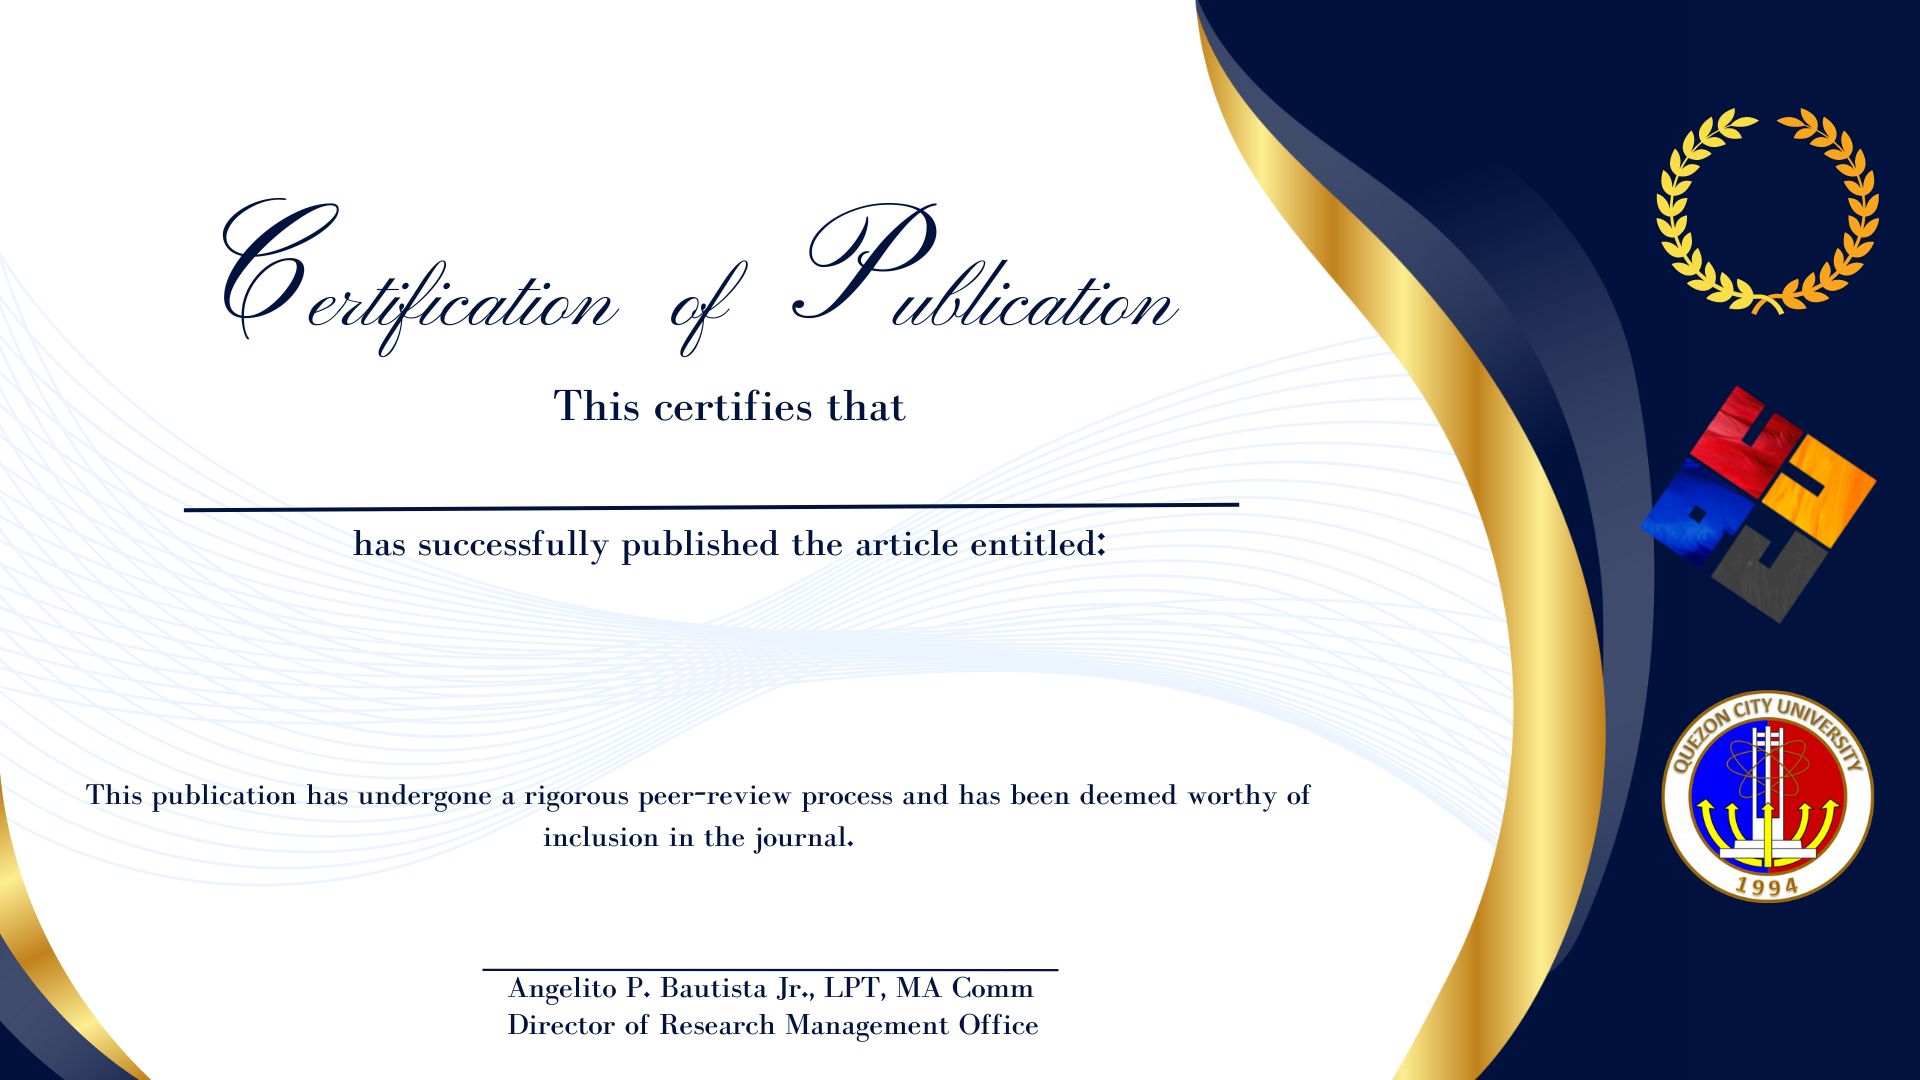 Certification of Publication
This certifies that
has successfully published the article entitled:
This publication has undergone a rigorous peer-review process and has been deemed worthy of
inclusion in the journal.
Angelito P. Bautista Jr., LPT, MA Comm
Director of Research Management Office
QUEZON CITY UNIVERSITY
1994